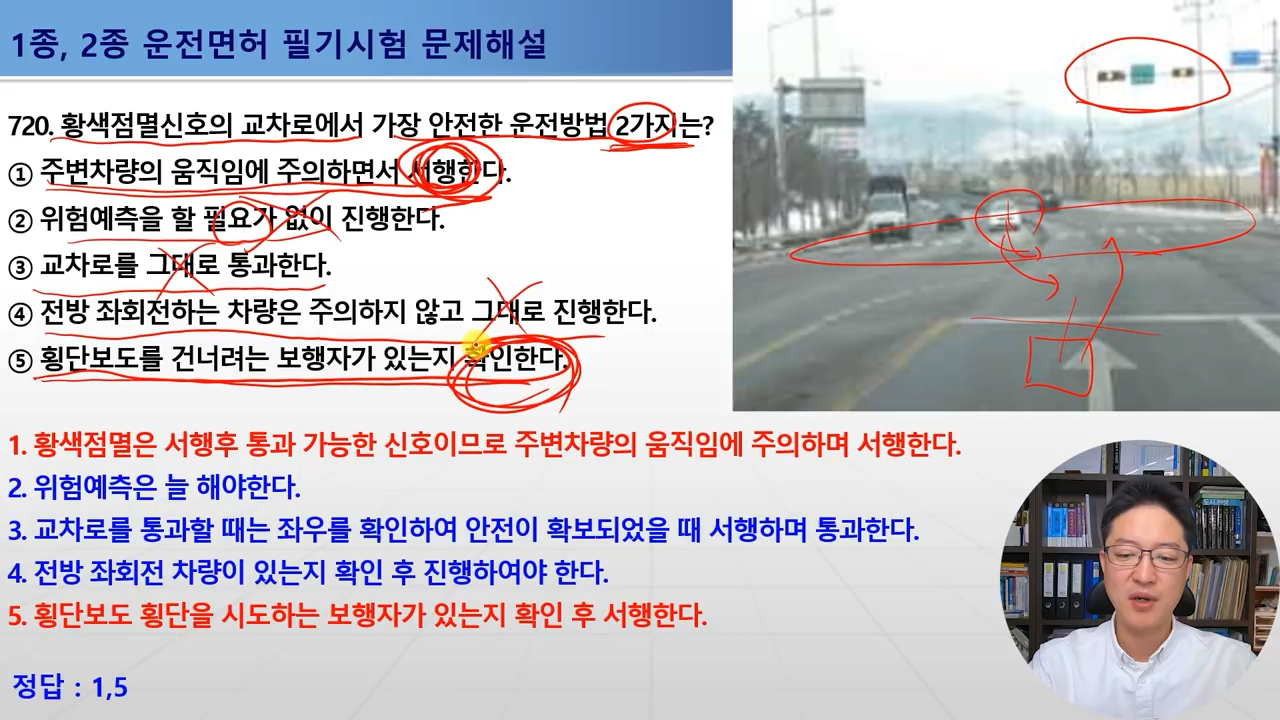 1종, 2종 운전면허 필기시험 문제해설
720. 황색점멸신호의 교차로에서 가장 안전한 운전방법 2가지는?
① 주변차량의 움직임에 주의하면서 서행한다.
② 위험예측을 할 필요가 없이 진행한다.
③ 교차로를 그대로 통과한다.
④ 전방 좌회전하는 차량은 주의하지 않고 그대로 진행한다.
⑤ 횡단보도를 건너려는 보행자가 있는지 확인한다.
1. 황색점멸은 서행후 통과 가능한 신호이므로 주변차량의 움직임에 주의하며 서행한다.
2. 위험예측은 늘 해야한다.
3. 교차로를 통과할 때는 좌우를 확인하여 안전이 확보되었을 때 서행하며 통과한다.
4. 전방 좌회전 차량이 있는지 확인 후 진행하여야 한다.
5. 횡단보도 횡단을 시도하는 보행자가 있는지 확인 후 서행한다.
정답 : 1,5